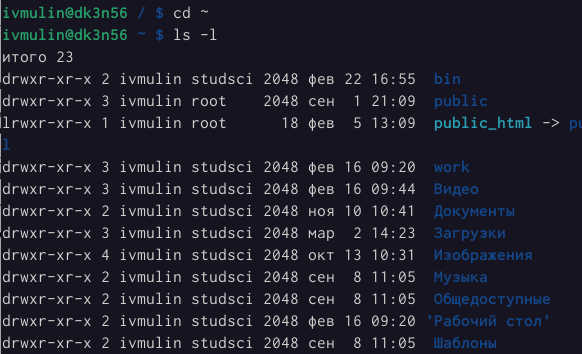 ivmulin@dk3n56 / $ cd ~
ivmulin@dk3n56 ~ $ ls -l
итого 23
drwxr-xr-x 2 ivmulin studsci 2048 фев 22 16:55  bin
drwxr-xr-x 3 ivmulin root    2048 сен  1 21:09  public
lrwxr-xr-x 1 ivmulin root      18 фев  5 13:09  public_html -> pu
l
drwxr-xr-x 3 ivmulin studsci 2048 фев 16 09:20  work
drwxr-xr-x 3 ivmulin studsci 2048 фев 16 09:44  Видео
drwxr-xr-x 2 ivmulin studsci 2048 ноя 10 10:41  Документы
drwxr-xr-x 3 ivmulin studsci 2048 мар  2 14:23  Загрузки
drwxr-xr-x 4 ivmulin studsci 2048 окт 13 10:31  Изображения
drwxr-xr-x 2 ivmulin studsci 2048 сен  8 11:05  Музыка
drwxr-xr-x 2 ivmulin studsci 2048 сен  8 11:05  Общедоступные
drwxr-xr-x 2 ivmulin studsci 2048 фев 16 09:20 'Рабочий стол'
drwxr-xr-x 2 ivmulin studsci 2048 сен  8 11:05  Шаблоны